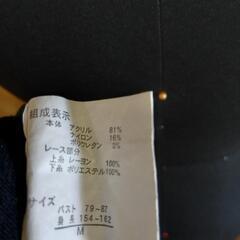 組成表示
本体 アクリル 81%
ナイロン 16%
ポリウレタン 3%
レース部分
上糸 レーヨン 100%
下糸 ポリエステル100%
サイズ
バスト 79-87
身長 154-162
M